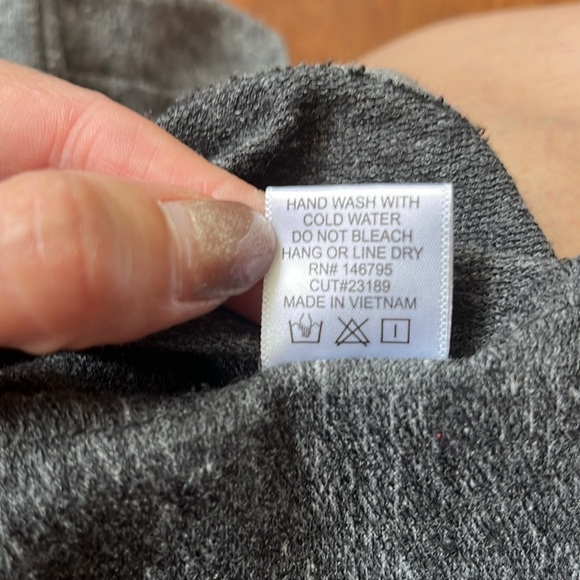 HAND WASH WITH
COLD WATER
DO NOT BLEACH
HANG OR LINE DRY
RN# 146795
CUT#23189
MADE IN VIETNAM